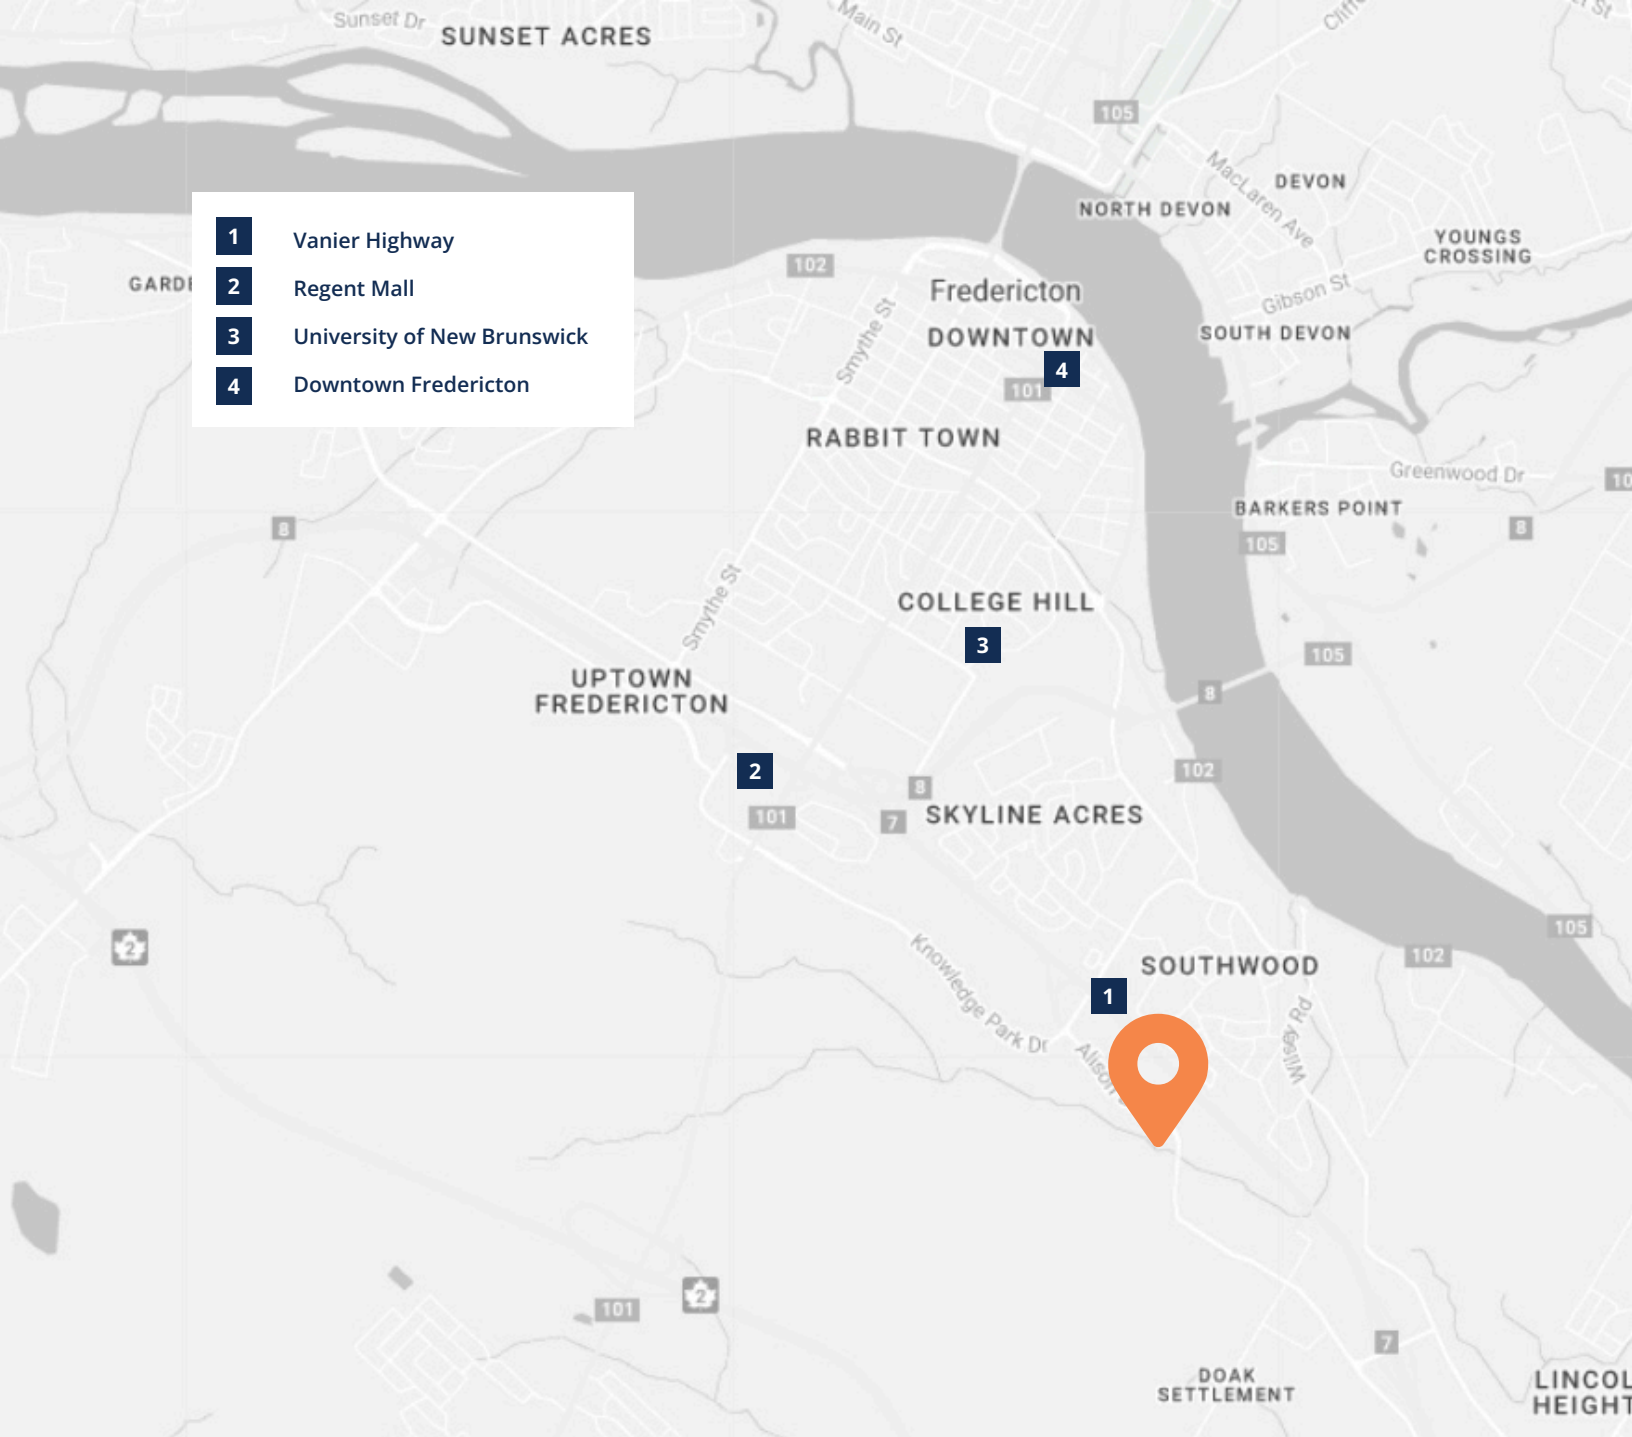 Sunset Dr
SUNSET ACRES
Main St
105
MacLaren Ave
DEVON
NORTH DEVON
YOUNGS
CROSSING
1 Vanier Highway
2 Regent Mall
3 University of New Brunswick
4 Downtown Fredericton
GARDE
102
Fredericton
DOWNTOWN
4
101
Smythe St
Gibson St
SOUTH DEVON
RABBIT TOWN
Greenwood Dr
10
BARKERS POINT
8
8
105
Smythe St
COLLEGE HILL
3
105
8
UPTOWN
FREDERICTON
2
101
8
7
SKYLINE ACRES
102
2
Knowledge Park Dr
SOUTHWOOD
1
105
102
Wilsey Rd
Alison
2
101
7
DOAK
SETTLEMENT
LINCOL
HEIGHT